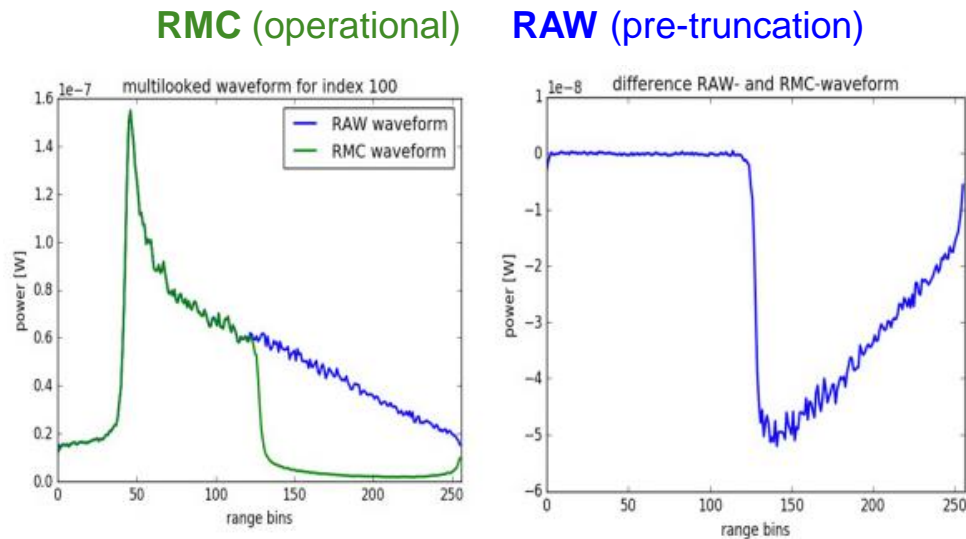 RMC (operational) RAW (pre-truncation)
1e-7
multilooked waveform for index 100
RAW waveform
RMC waveform
1.6
1.4
1.2
1.0
0.8
0.6
0.4
0.2
0.0
power [W]
0 50 100 150 200 250
range bins
1e-8
difference RAW- and RMC-waveform
1
0
−1
−2
−3
−4
−5
−6
power [W]
0 50 100 150 200 250
range bins